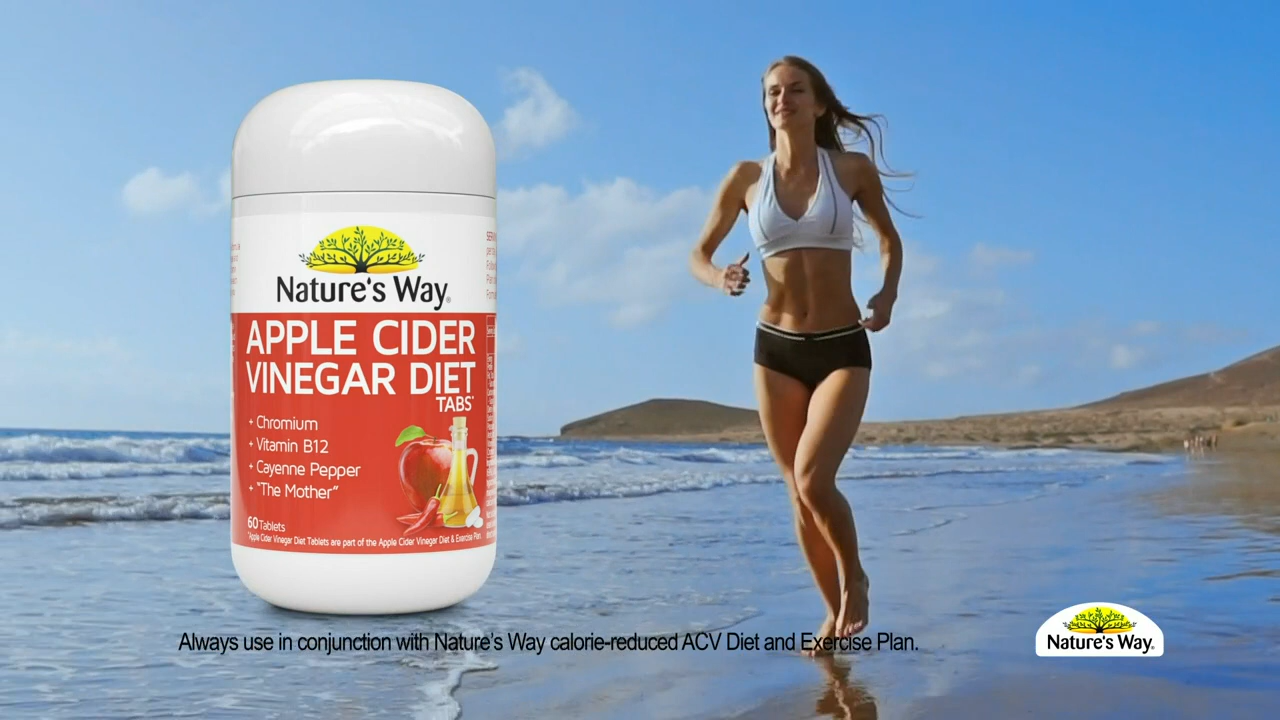 Nature's Way®
APPLE CIDER
VINEGAR DIET
TABS*
+ Chromium
+ Vitamin B12
+ Cayenne Pepper
+ "The Mother"
60 Tablets
*Apple Cider Vinegar Diet Tablets are part of the Apple Cider Vinegar Diet & Exercise Plan.
Always use in conjunction with Nature's Way calorie-reduced ACV Diet and Exercise Plan.
Nature's Way®